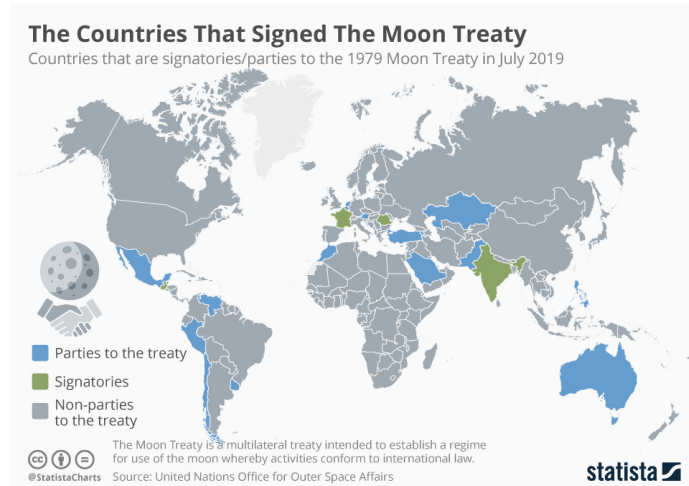 The Countries That Signed The Moon Treaty
Countries that are signatories/parties to the 1979 Moon Treaty in July 2019
Parties to the treaty
Signatories
Non-parties
to the treaty
The Moon Treaty is a multilateral treaty intended to establish a regime
for use of the moon whereby activities conform to international law.
@StatistaCharts Source: United Nations Office for Outer Space Affairs
statista